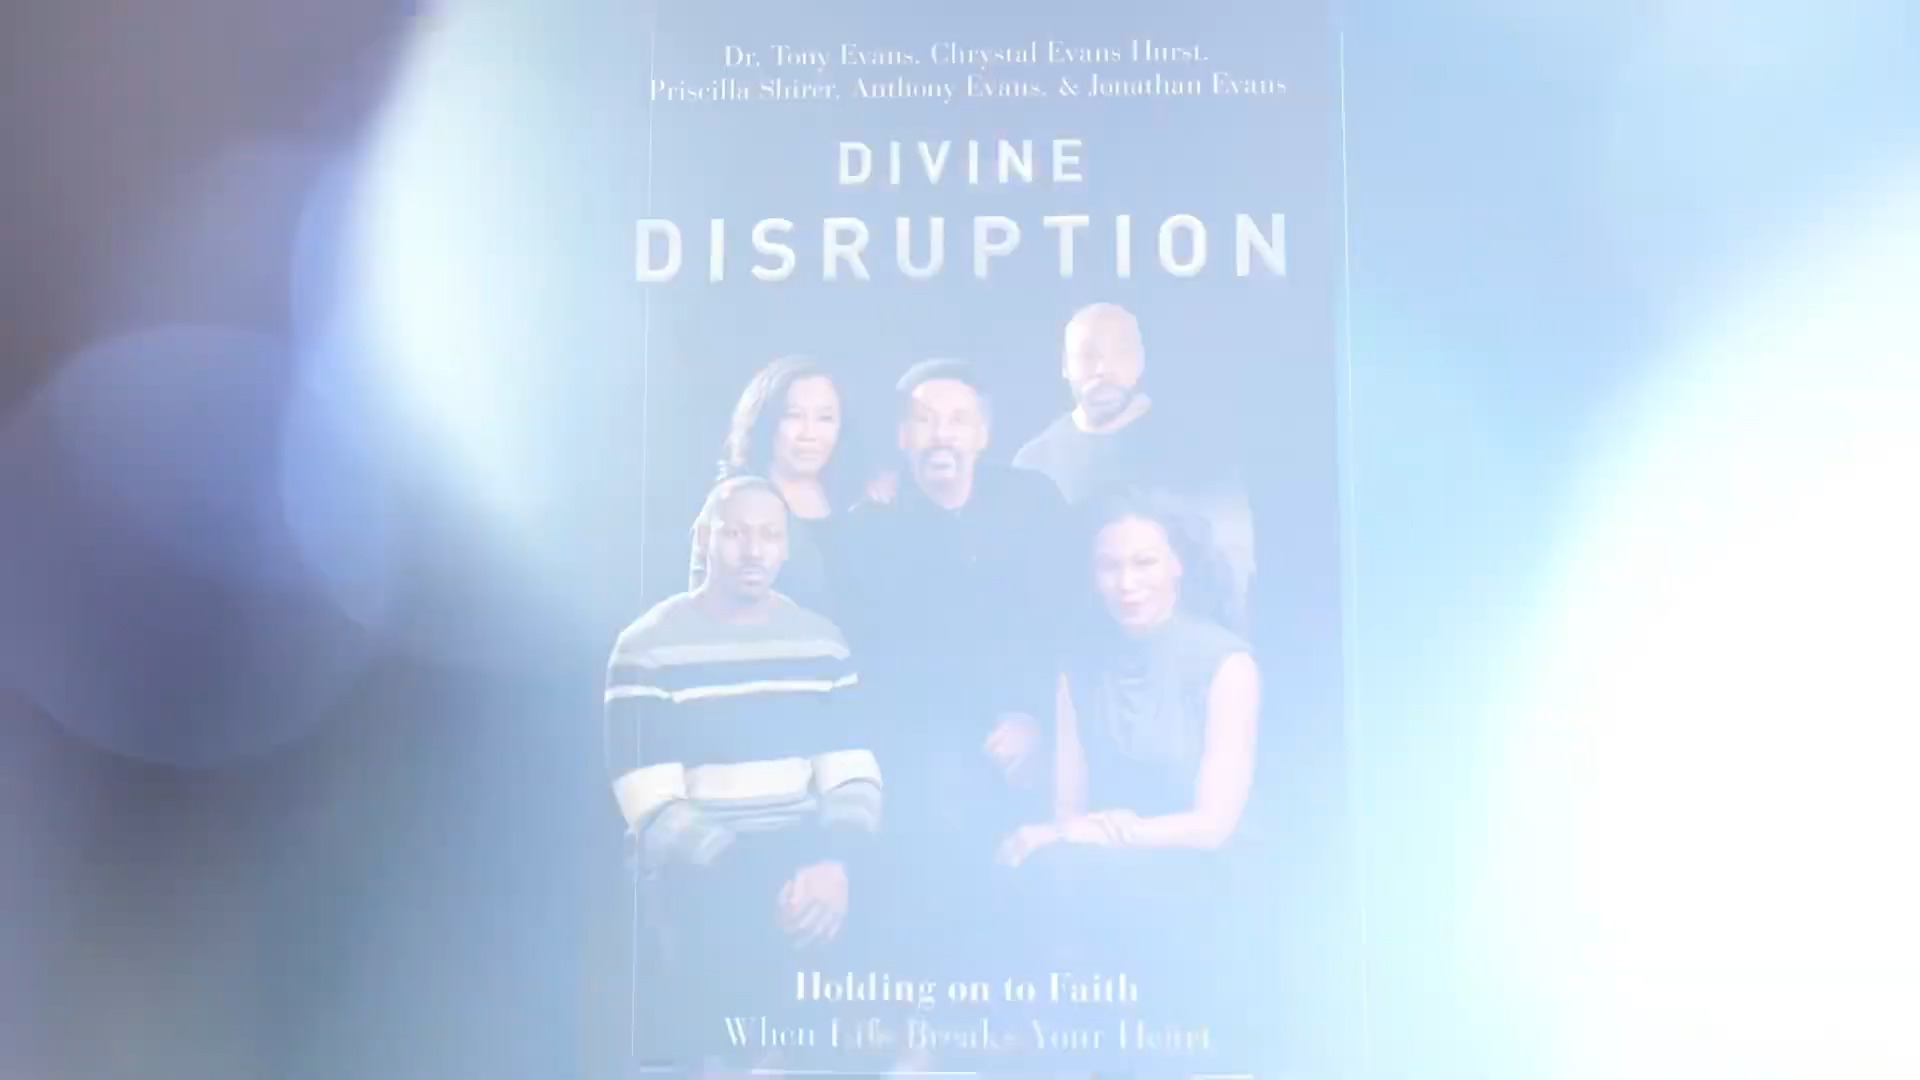 Dr. Tony Evans, Chrystal Evans Hurst,
Priscilla Shirer, Anthony Evans, & Jonathan Evans
DIVINE
DISRUPTION
Holding on to Faith
When Life Breaks Your Heart